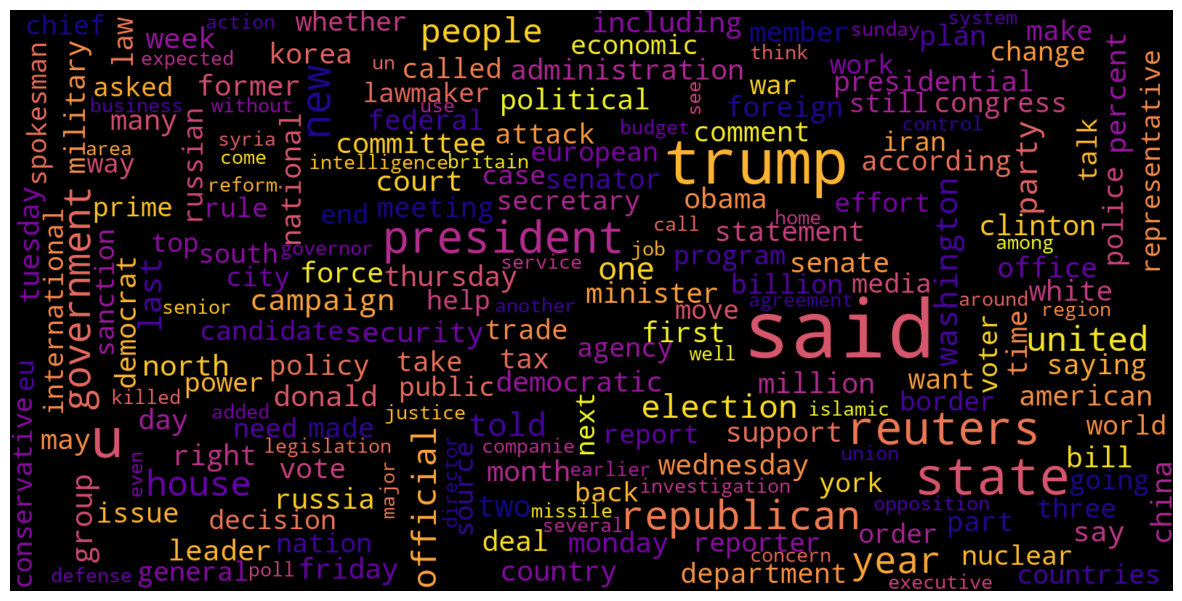 chief
action
week
law
spokesman
expected
asked
military
business
without
many
area
way
former
korea
whether
un
called
lawmaker
use
federal
people
including
economic
administration
political
attack
committee
new
national
russian
syria
come
reform
intelligence
britain
european
court
case
senator
secretary
member
sunday
system
plan
make
think
work
change
presidential
war
see
foreign
still
congress
budget
comment
control
iran
according
trump
party
talk
police
percent
representative
tuesday
government
international
prime
rule
end
meeting
obama
effort
washington
clinton
among
office
white
top
south
governor
president
call
statement
home
job
program
senate
service
one
billion
media
minister
agreement
around
region
sanction
democrat
last
city
force
thursday
senior
another
campaign
help
move
candidate
security
trade
first
said
voter
time
united
agency
well
north
policy
take
tax
saying
power
public
democratic
million
want
border
american
eu
conservative
killed
donald
day
added
need
made
justice
told
next
election
islamic
reuters
world
may
u
legislation
companie
report
support
union
bill
right
vote
month
earlier
wednesday
state
going
china
group
even
house
major
official
director
source
investigation
york
russia
two
missile
back
opposition
three
issue
decision
several
republican
part
order
say
leader
nation
deal
monday
reporter
year
nuclear
concern
defense
general
poll
friday
country
department
executive
countries